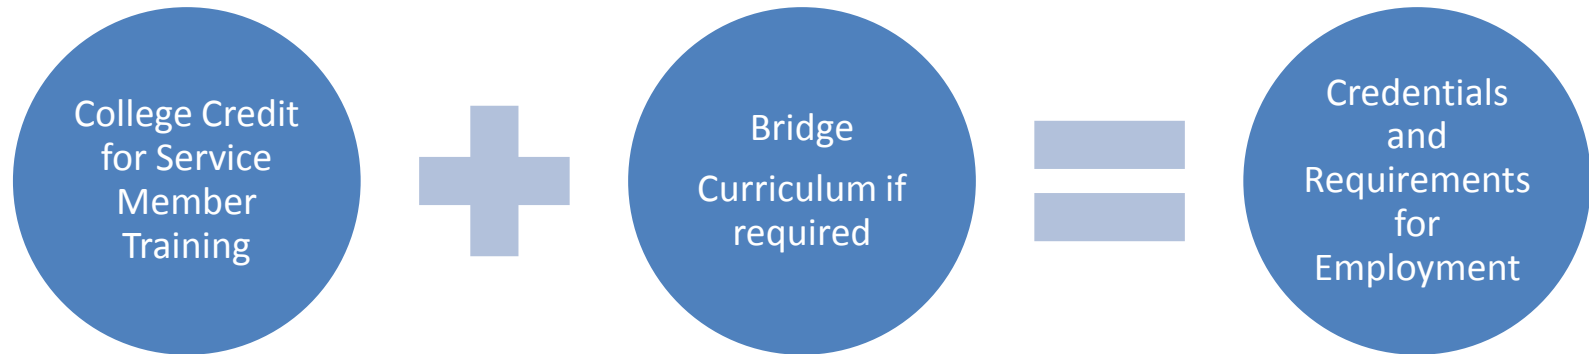 College Credit
for Service
Member
Training
Bridge
Curriculum if
required
Credentials
and
Requirements
for
Employment